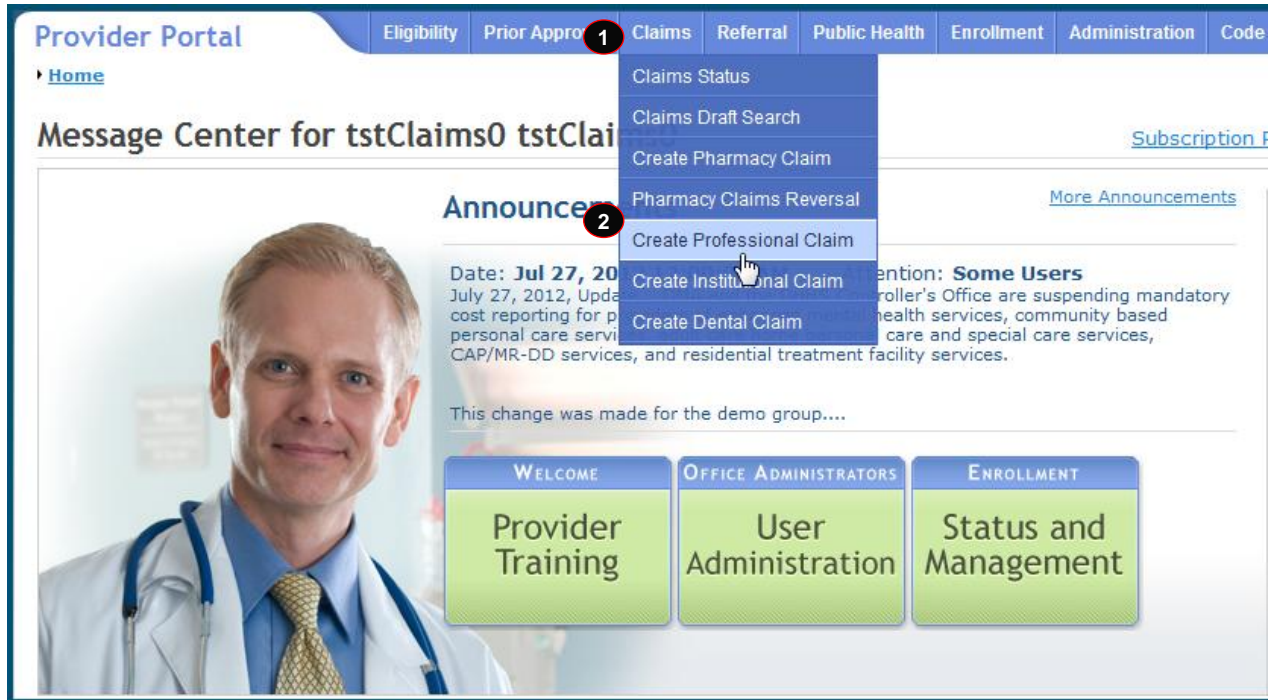 Provider Portal
Eligibility Prior Appro 1 Claims Referral Public Health Enrollment Administration Code
Home
Claims Status
Claims Draft Search
Message Center for tstClaims0 tstClai
Subscription
Create Pharmacy Claim
Pharmacy Claims Reversal
Announce
More Announcements
2
Create Professional Claim
Create Institutional Claim
Create Dental Claim
Date: Jul 27, 20 ention: Some Users
July 27, 2012, Upda roller's Office are suspending mandatory
cost reporting for p health services, community based
personal care servi care and special care services,
CAP/MR-DD services, and residential treatment facility services.
This change was made for the demo group....
WELCOME
Provider
Training
OFFICE ADMINISTRATORS
User
Administration
ENROLLMENT
Status and
Management